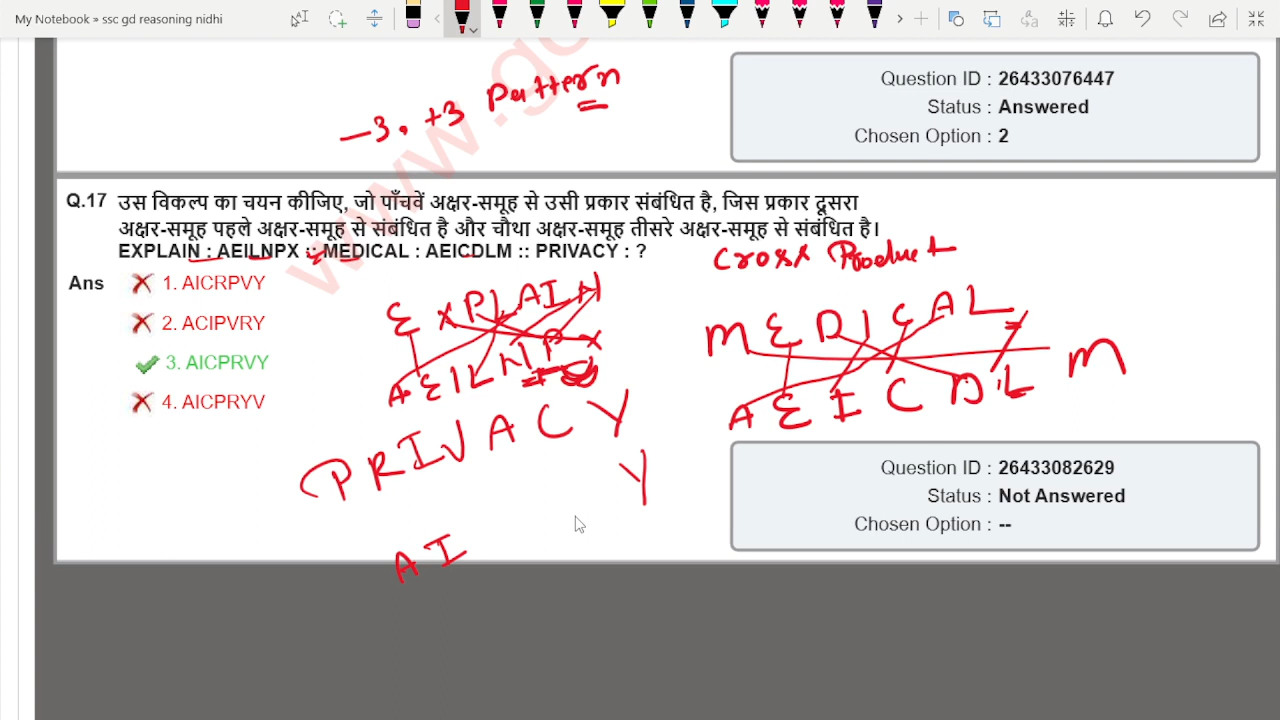 My Notebook » ssc gd reasoning nidhi
-3, +3 Pattern
Question ID : 26433076447
Status : Answered
Chosen Option : 2
Q.17 उस विकल्प का चयन कीजिए, जो पाँचवें अक्षर-समूह से उसी प्रकार संबंधित है, जिस प्रकार दूसरा
अक्षर-समूह पहले अक्षर-समूह से संबंधित है और चौथा अक्षर-समूह तीसरे अक्षर-समूह से संबंधित है।
EXPLAIN : AEILNPX :: MEDICAL : AEICDLM :: PRIVACY : ?
Cross Product
Ans
1. AICRPVY
2. ACIPVRY
3. AICPRVY
4. AICPRYV
EXPLAIN
AEILNPX
MEDICAL
AEICDL M
PRIVACY
Y
AI
Question ID : 26433082629
Status : Not Answered
Chosen Option : --
www.g